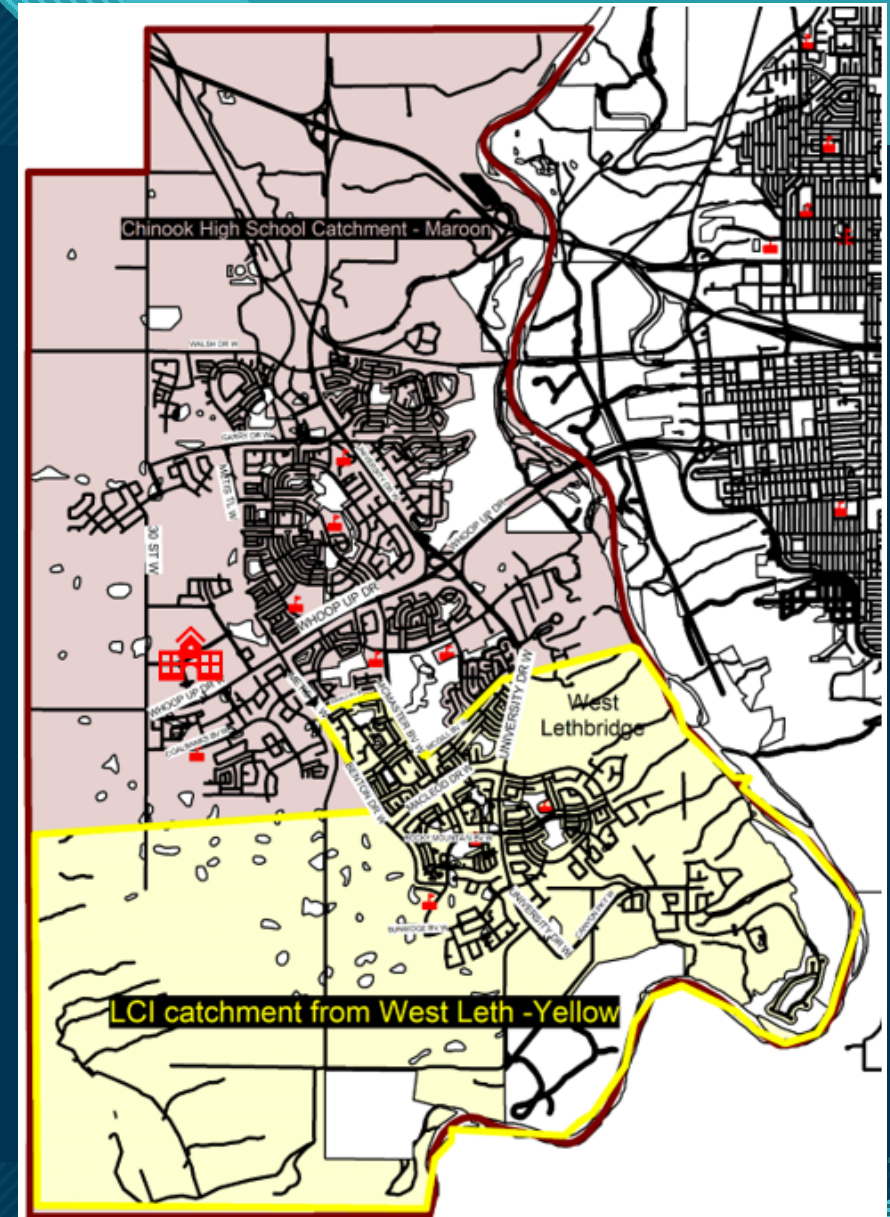 Chinook High School Catchment - Maroon
WALSH DR W
GARRY DR W
METIS TL W
30 ST W
WHOOP UP DR
WHOOP UP DR
WHOOP UP DR
COALBANKS BV W
MCMASTER BV W
MCGILL BV W
UNIVERSITY DR W
West
Lethbridge
BENTON DR W
MACLEOD DR W
ROCKY MOUNTAIN BV W
SUNRIDGE BV W
UNIVERSITY DR W
LCI catchment from West Leth -Yellow